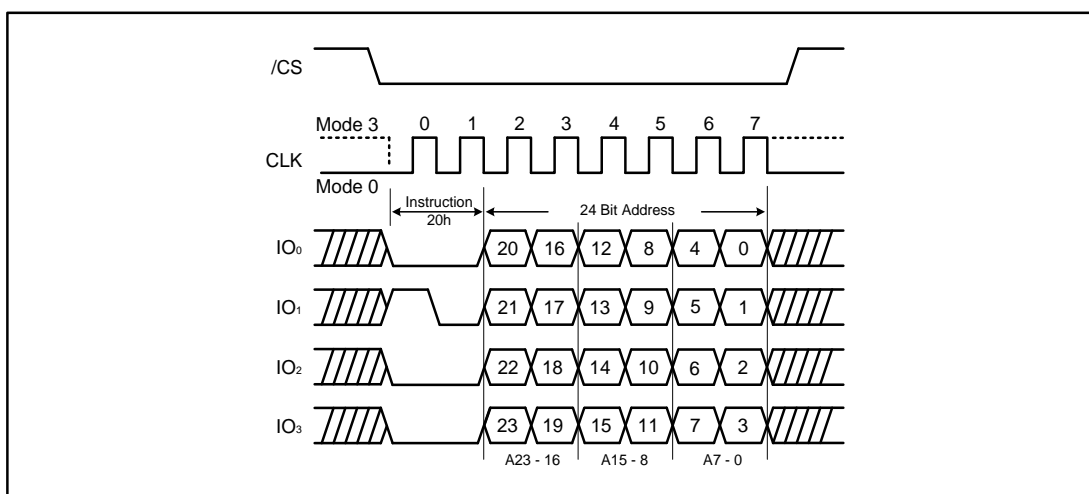 /CS
Mode 3 0 1 2 3 4 5 6 7
CLK
Mode 0
Instruction
20h
24 Bit Address
IO0 20 16 12 8 4 0
IO1 21 17 13 9 5 1
IO2 22 18 14 10 6 2
IO3 23 19 15 11 7 3
A23 - 16 A15 - 8 A7 - 0